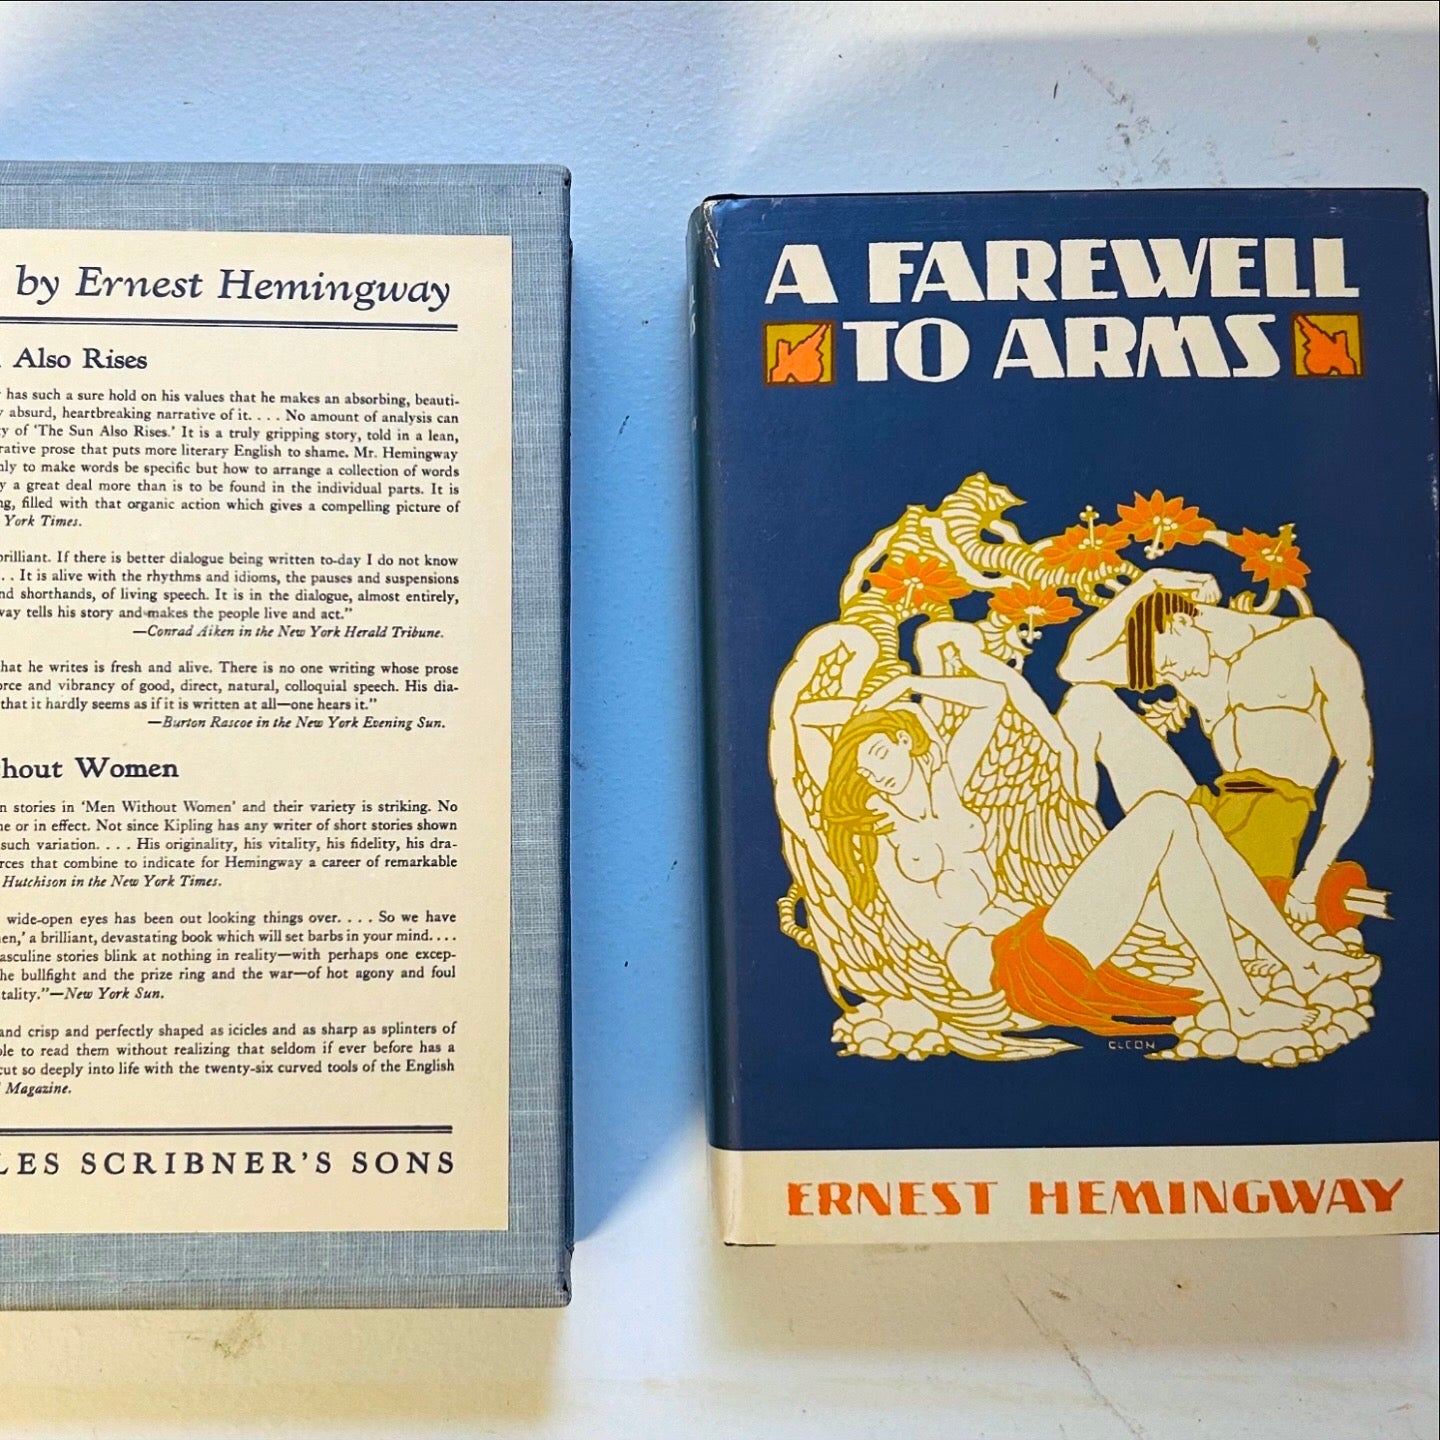 by Ernest Hemingway
Also Rises
has such a sure hold on his values that he makes an absorbing, beauti-
absurd, heartbreaking narrative of it. . . . No amount of analysis can
of 'The Sun Also Rises.' It is a truly gripping story, told in a lean,
rative prose that puts more literary English to shame. Mr. Hemingway
nly to make words be specific but how to arrange a collection of words
y a great deal more than is to be found in the individual parts. It is
ng, filled with that organic action which gives a compelling picture of
York Times.
brilliant. If there is better dialogue being written to-day I do not know
. . It is alive with the rhythms and idioms, the pauses and suspensions
nd shorthands, of living speech. It is in the dialogue, almost entirely,
way tells his story and makes the people live and act."
—Conrad Aiken in the New York Herald Tribune.
hat he writes is fresh and alive. There is no one writing whose prose
orce and vibrancy of good, direct, natural, colloquial speech. His dia-
that it hardly seems as if it is written at all—one hears it."
—Burton Rascoe in the New York Evening Sun.
hout Women
n stories in 'Men Without Women' and their variety is striking. No
ne or in effect. Not since Kipling has any writer of short stories shown
such variation. . . . His originality, his vitality, his fidelity, his dra-
rces that combine to indicate for Hemingway a career of remarkable
Hutchison in the New York Times.
wide-open eyes has been out looking things over. . . . So we have
en,' a brilliant, devastating book which will set barbs in your mind. . . .
asculine stories blink at nothing in reality—with perhaps one excep-
he bullfight and the prize ring and the war—of hot agony and foul
tality."—New York Sun.
and crisp and perfectly shaped as icicles and as sharp as splinters of
ble to read them without realizing that seldom if ever before has a
cut so deeply into life with the twenty-six curved tools of the English
Magazine.
LES SCRIBNER'S SONS
A FAREWELL
TO ARMS
CLEON
ERNEST HEMINGWAY